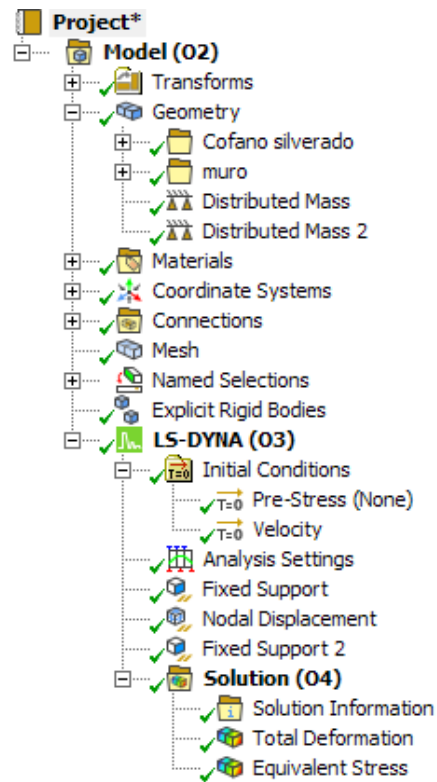 Project*
Model (O2)
Transforms
Geometry
Cofano silverado
muro
Distributed Mass
Distributed Mass 2
Materials
Coordinate Systems
Connections
Mesh
Named Selections
Explicit Rigid Bodies
LS-DYNA (O3)
T=0 Initial Conditions
T=0 Pre-Stress (None)
T=0 Velocity
Analysis Settings
Fixed Support
Nodal Displacement
Fixed Support 2
Solution (O4)
Solution Information
Total Deformation
Equivalent Stress